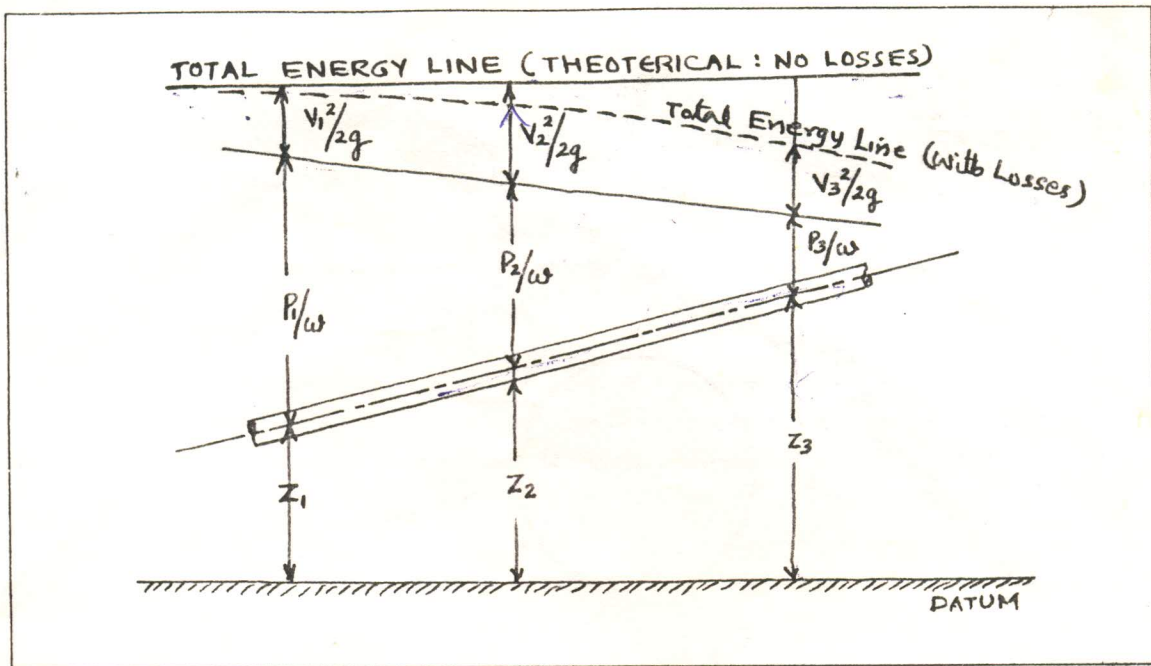 TOTAL ENERGY LINE (THEOTERICAL : NO LOSSES)
Total Energy Line (With Losses)
V₁²/2g
V₂²/2g
V₃²/2g
P₁/ω
P₂/ω
P₃/ω
Z₁
Z₂
Z₃
DATUM